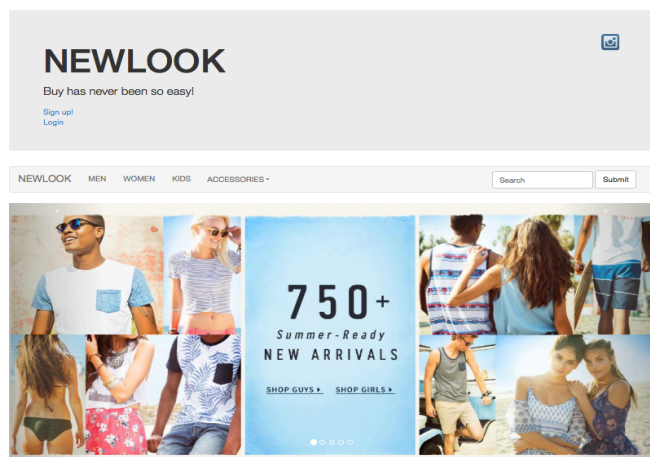 NEWLOOK
Buy has never been so easy!
Sign up!
Login
NEWLOOK MEN WOMEN KIDS ACCESSORIES Search Submit
750+
Summer-Ready
NEW ARRIVALS
SHOP GUYS SHOP GIRLS